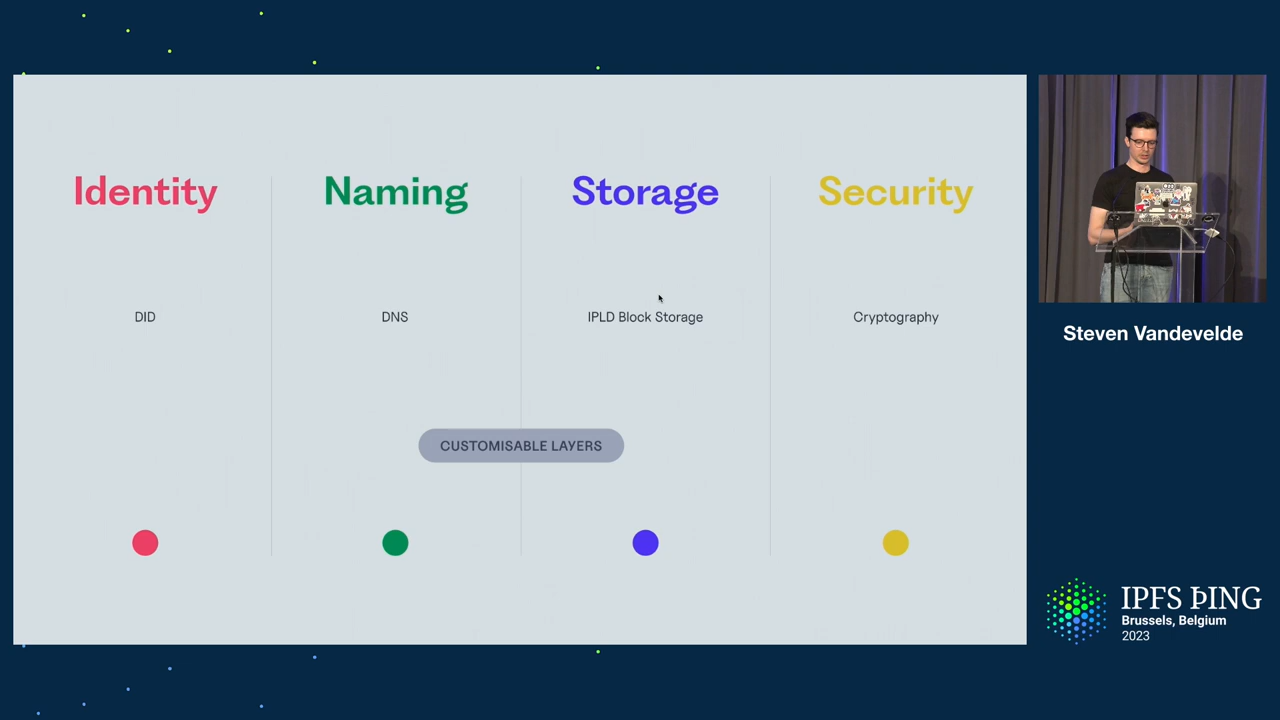 Identity
Naming
Storage
Security
DID
DNS
IPLD Block Storage
Cryptography
CUSTOMISABLE LAYERS
Steven Vandevelde
IPFS ÞING
Brussels, Belgium
2023